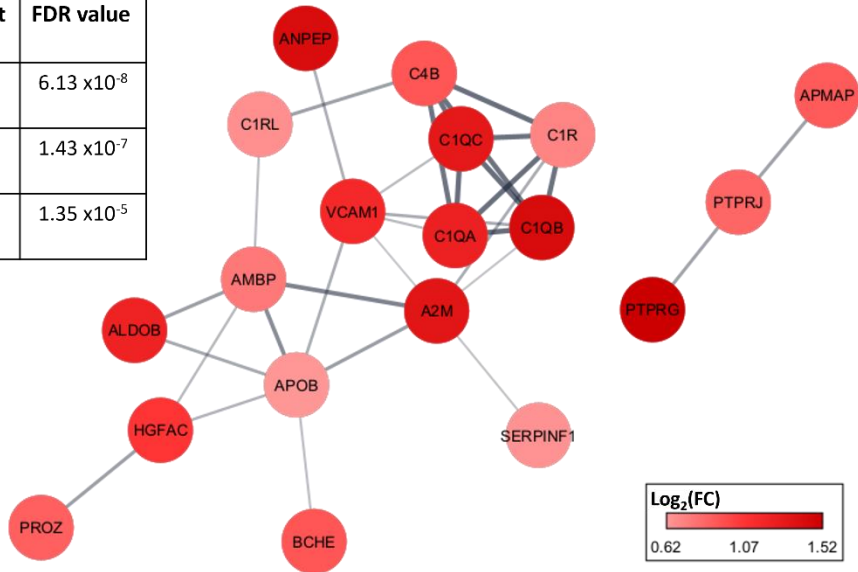 t FDR value
6.13 x10⁻⁸
1.43 x10⁻⁷
1.35 x10⁻⁵
ANPEP
C4B
APMAP
C1RL
C1QC
C1R
PTPRJ
VCAM1
C1QA
C1QB
AMBP
A2M
PTPRG
ALDOB
APOB
HGFAC
SERPINF1
PROZ
BCHE
Log₂(FC)
0.62 1.07 1.52